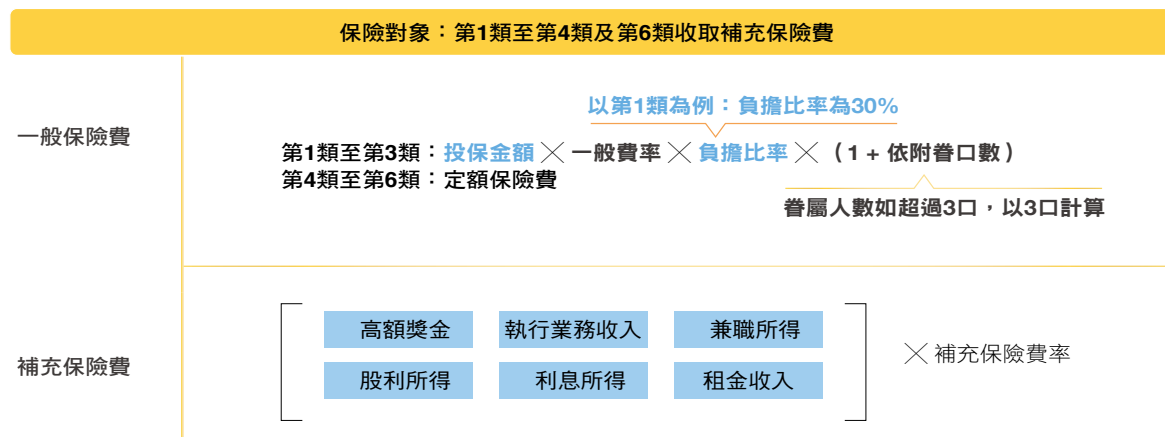 保險對象：第1類至第4類及第6類收取補充保險費
一般保險費
以第1類為例：負擔比率為30%
第1類至第3類：投保金額 × 一般費率 × 負擔比率 ×（1 + 依附眷口數）
第4類至第6類：定額保險費
眷屬人數如超過3口，以3口計算
補充保險費
高額獎金 執行業務收入 兼職所得
股利所得 利息所得 租金收入
× 補充保險費率